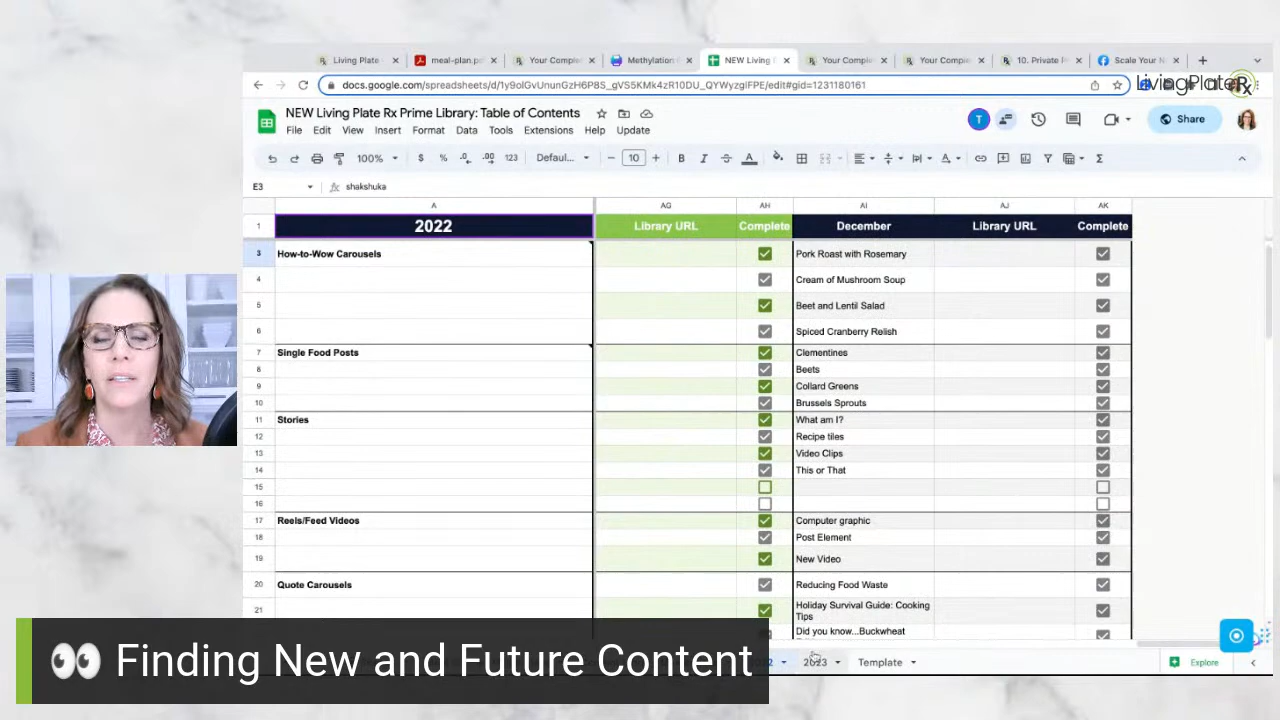 Living Plate
meal-plan.p
Your Compl
Methylation
NEW Living
Your Compl
Your Compl
10. Private P
Scale Your N
docs.google.com/spreadsheets/d/1y9olGvUnunGzH6P8S_gVS5KMk4zR10DU_QYWyzgIFPE/edit#gid=1231180161
LivingPlate Rx
NEW Living Plate Rx Prime Library: Table of Contents
T
Share
File Edit View Insert Format Data Tools Extensions Help Update
100% $ % .0 .00 123 Defaul... − 10 + B I A Σ
E3 fx shakshuka
A AG AH AI AJ AK
1 2022 Library URL Complete December Library URL Complete
3 How-to-Wow Carousels Pork Roast with Rosemary
4 Cream of Mushroom Soup
5 Beet and Lentil Salad
6 Spiced Cranberry Relish
7 Single Food Posts Clementines
8 Beets
9 Collard Greens
10 Brussels Sprouts
11 Stories What am I?
12 Recipe tiles
13 Video Clips
14 This or That
15
16
17 Reels/Feed Videos Computer graphic
18 Post Element
19 New Video
20 Quote Carousels Reducing Food Waste
21 Holiday Survival Guide: Cooking
Tips
Did you know...Buckwheat
👀 Finding New and Future Content
2023 Template Explore